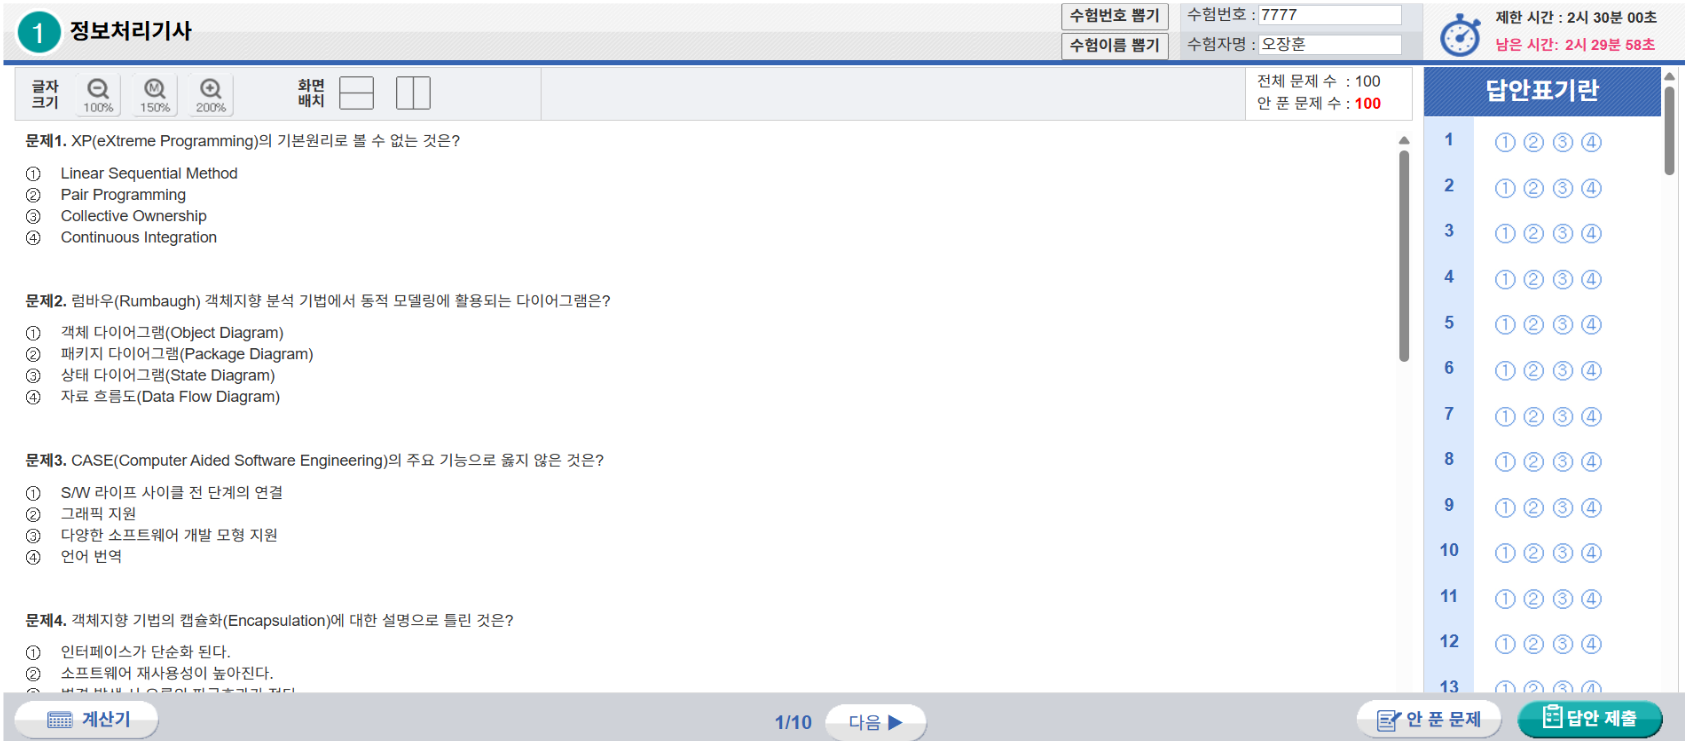 1 정보처리기사
수험번호 뽑기 수험번호 : 7777
수험이름 뽑기 수험자명 : 오장훈
제한 시간 : 2시 30분 00초
남은 시간: 2시 29분 58초
글자 크기
100% M 150% 200%
화면 배치
전체 문제 수 : 100
안 푼 문제 수 : 100
문제1. XP(eXtreme Programming)의 기본원리로 볼 수 없는 것은?
① Linear Sequential Method
② Pair Programming
③ Collective Ownership
④ Continuous Integration
문제2. 럼바우(Rumbaugh) 객체지향 분석 기법에서 동적 모델링에 활용되는 다이어그램은?
① 객체 다이어그램(Object Diagram)
② 패키지 다이어그램(Package Diagram)
③ 상태 다이어그램(State Diagram)
④ 자료 흐름도(Data Flow Diagram)
문제3. CASE(Computer Aided Software Engineering)의 주요 기능으로 옳지 않은 것은?
① S/W 라이프 사이클 전 단계의 연결
② 그래픽 지원
③ 다양한 소프트웨어 개발 모형 지원
④ 언어 번역
문제4. 객체지향 기법의 캡슐화(Encapsulation)에 대한 설명으로 틀린 것은?
① 인터페이스가 단순화 된다.
② 소프트웨어 재사용성이 높아진다.
답안표기란
1 ① ② ③ ④
2 ① ② ③ ④
3 ① ② ③ ④
4 ① ② ③ ④
5 ① ② ③ ④
6 ① ② ③ ④
7 ① ② ③ ④
8 ① ② ③ ④
9 ① ② ③ ④
10 ① ② ③ ④
11 ① ② ③ ④
12 ① ② ③ ④
13 ① ② ③ ④
계산기
1/10 다음 ▶
안 푼 문제
답안 제출